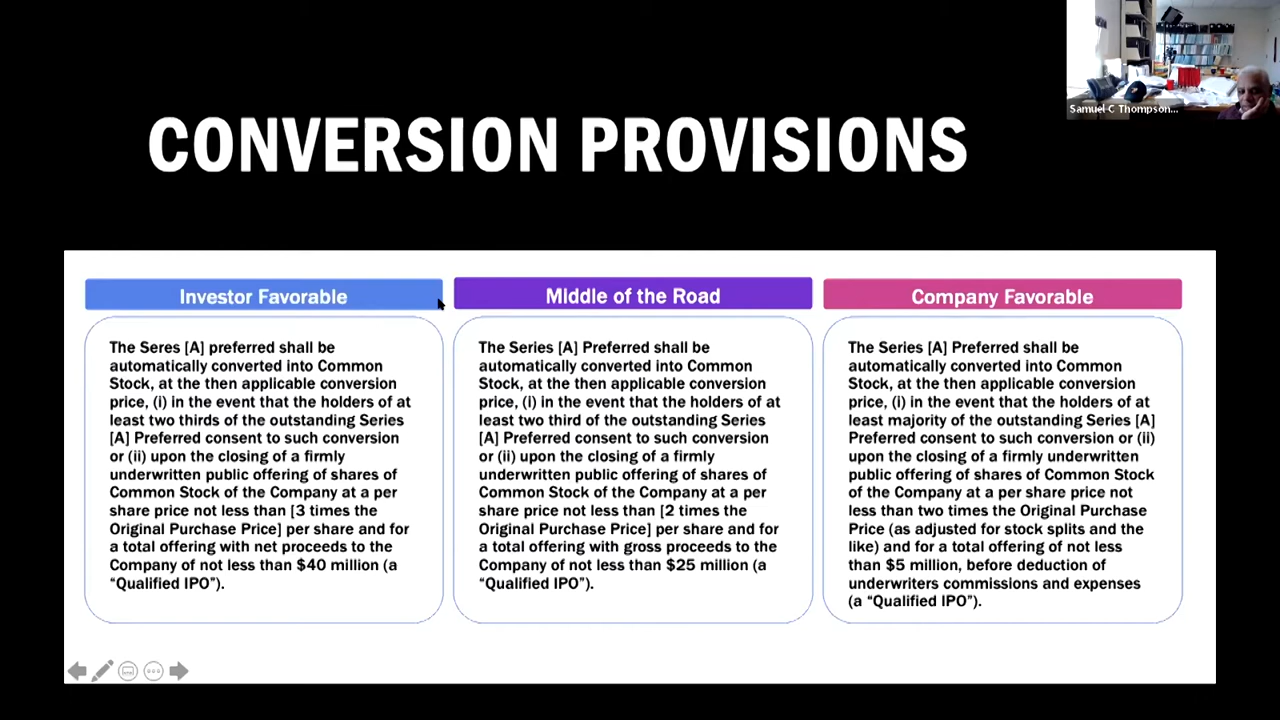 Samuel C Thompson...
CONVERSION PROVISIONS
Investor Favorable
The Seres [A] preferred shall be
automatically converted into Common
Stock, at the then applicable conversion
price, (i) in the event that the holders of at
least two thirds of the outstanding Series
[A] Preferred consent to such conversion
or (ii) upon the closing of a firmly
underwritten public offering of shares of
Common Stock of the Company at a per
share price not less than [3 times the
Original Purchase Price] per share and for
a total offering with net proceeds to the
Company of not less than $40 million (a
“Qualified IPO”).
Middle of the Road
The Series [A] Preferred shall be
automatically converted into Common
Stock, at the then applicable conversion
price, (i) in the event that the holders of at
least two third of the outstanding Series
[A] Preferred consent to such conversion
or (ii) upon the closing of a firmly
underwritten public offering of shares of
Common Stock of the Company at a per
share price not less than [2 times the
Original Purchase Price] per share and for
a total offering with gross proceeds to the
Company of not less than $25 million (a
“Qualified IPO”).
Company Favorable
The Series [A] Preferred shall be
automatically converted into Common
Stock, at the then applicable conversion
price, (i) in the event that the holders of at
least majority of the outstanding Series [A]
Preferred consent to such conversion or (ii)
upon the closing of a firmly underwritten
public offering of shares of Common Stock
of the Company at a per share price not
less than two times the Original Purchase
Price (as adjusted for stock splits and the
like) and for a total offering of not less
than $5 million, before deduction of
underwriters commissions and expenses
(a “Qualified IPO”).